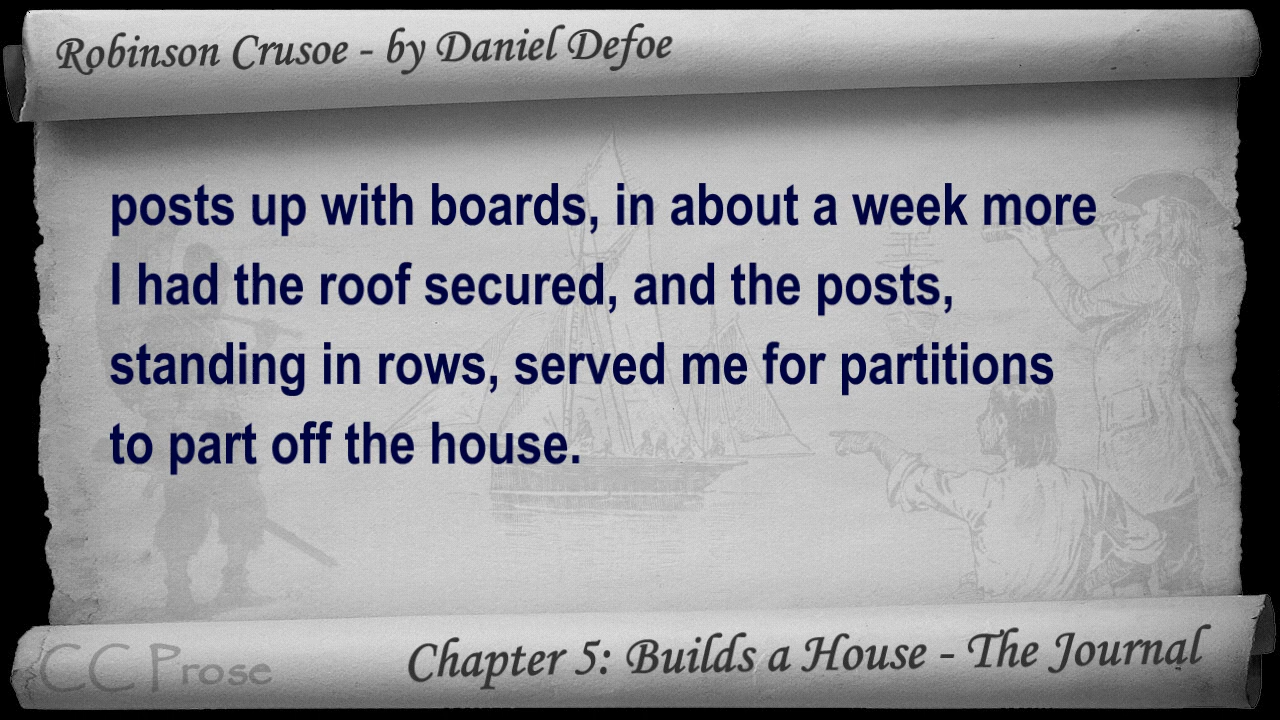 Robinson Crusoe - by Daniel Defoe
posts up with boards, in about a week more
I had the roof secured, and the posts,
standing in rows, served me for partitions
to part off the house.
CC Prose
Chapter 5: Builds a House - The Journal